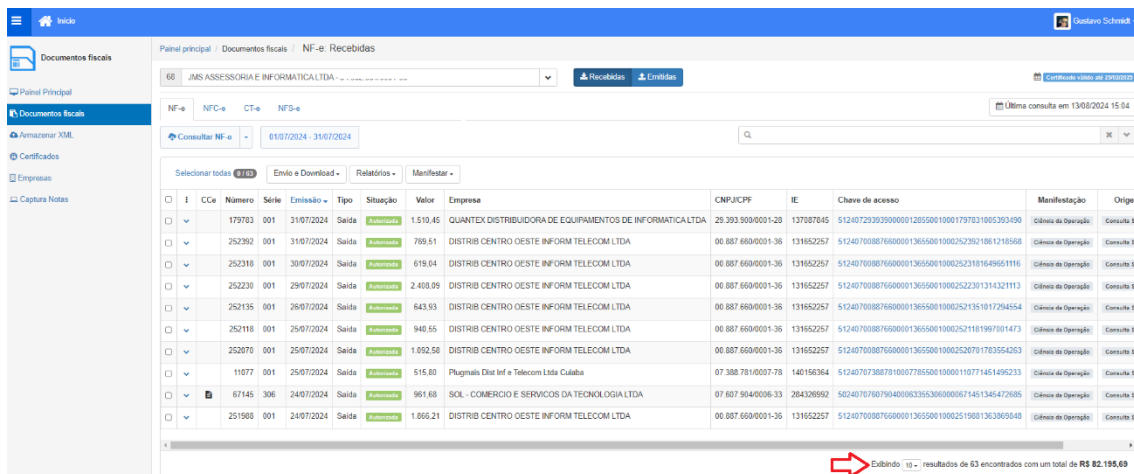 Início
Gustavo Schmidt
Documentos fiscais
Painel principal / Documentos fiscais / NF-e: Recebidas
68 JMS ASSESSORIA E INFORMATICA LTDA -
Recebidas Emitidas
Certificado válido até 25/03/2025
Painel Principal
Documentos fiscais
Armazenar XML
Certificados
Empresas
Captura Notas
NF-e NFC-e CT-e NFS-e
Última consulta em 13/08/2024 15:04
Consultar NF-e 01/07/2024 - 31/07/2024
Selecionar todas 0 / 63 Envio e Download Relatórios Manifestar
CCe Número Série Emissão Tipo Situação Valor Empresa CNPJ/CPF IE Chave de acesso Manifestação Orige
179783 001 31/07/2024 Saída Autorizada 1.510,45 QUANTEX DISTRIBUIDORA DE EQUIPAMENTOS DE INFORMATICA LTDA 29.393.900/0001-28 137087845 Ciência da Operação Consulta S
252392 001 31/07/2024 Saída Autorizada 769,51 DISTRIB CENTRO OESTE INFORM TELECOM LTDA 00.887.660/0001-36 131652257 Ciência da Operação Consulta S
252318 001 30/07/2024 Saída Autorizada 619,04 DISTRIB CENTRO OESTE INFORM TELECOM LTDA 00.887.660/0001-36 131652257 Ciência da Operação Consulta S
252230 001 29/07/2024 Saída Autorizada 2.408,09 DISTRIB CENTRO OESTE INFORM TELECOM LTDA 00.887.660/0001-36 131652257 Ciência da Operação Consulta S
252135 001 26/07/2024 Saída Autorizada 643,93 DISTRIB CENTRO OESTE INFORM TELECOM LTDA 00.887.660/0001-36 131652257 Ciência da Operação Consulta S
252118 001 25/07/2024 Saída Autorizada 940,55 DISTRIB CENTRO OESTE INFORM TELECOM LTDA 00.887.660/0001-36 131652257 Ciência da Operação Consulta S
252070 001 25/07/2024 Saída Autorizada 1.092,58 DISTRIB CENTRO OESTE INFORM TELECOM LTDA 00.887.660/0001-36 131652257 Ciência da Operação Consulta S
11077 001 25/07/2024 Saída Autorizada 515,80 Plugmais Dist Inf e Telecom Ltda Cuiaba 07.388.781/0007-78 140156364 Ciência da Operação Consulta S
67145 306 24/07/2024 Saída Autorizada 961,68 SOL - COMERCIO E SERVICOS DA TECNOLOGIA LTDA 07.607.904/0006-33 284326992 Ciência da Operação Consulta S
251988 001 24/07/2024 Saída Autorizada 1.866,21 DISTRIB CENTRO OESTE INFORM TELECOM LTDA 00.887.660/0001-36 131652257 Ciência da Operação Consulta S
Exibindo 10 resultados de 63 encontrados com um total de R$ 82.195,69